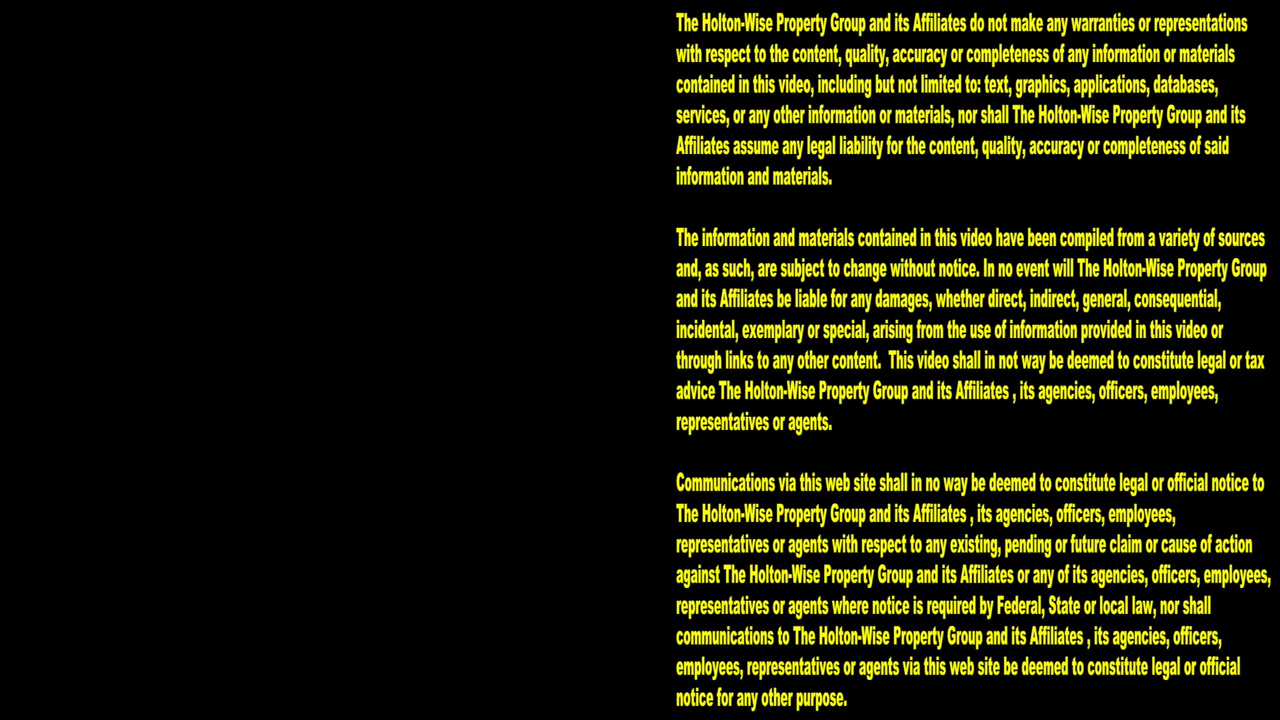 The Holton-Wise Property Group and its Affiliates do not make any warranties or representations
with respect to the content, quality, accuracy or completeness of any information or materials
contained in this video, including but not limited to: text, graphics, applications, databases,
services, or any other information or materials, nor shall The Holton-Wise Property Group and its
Affiliates assume any legal liability for the content, quality, accuracy or completeness of said
information and materials.
The information and materials contained in this video have been compiled from a variety of sources
and, as such, are subject to change without notice. In no event will The Holton-Wise Property Group
and its Affiliates be liable for any damages, whether direct, indirect, general, consequential,
incidental, exemplary or special, arising from the use of information provided in this video or
through links to any other content.  This video shall in not way be deemed to constitute legal or tax
advice The Holton-Wise Property Group and its Affiliates , its agencies, officers, employees,
representatives or agents.
Communications via this web site shall in no way be deemed to constitute legal or official notice to
The Holton-Wise Property Group and its Affiliates , its agencies, officers, employees,
representatives or agents with respect to any existing, pending or future claim or cause of action
against The Holton-Wise Property Group and its Affiliates or any of its agencies, officers, employees,
representatives or agents where notice is required by Federal, State or local law, nor shall
communications to The Holton-Wise Property Group and its Affiliates , its agencies, officers,
employees, representatives or agents via this web site be deemed to constitute legal or official
notice for any other purpose.